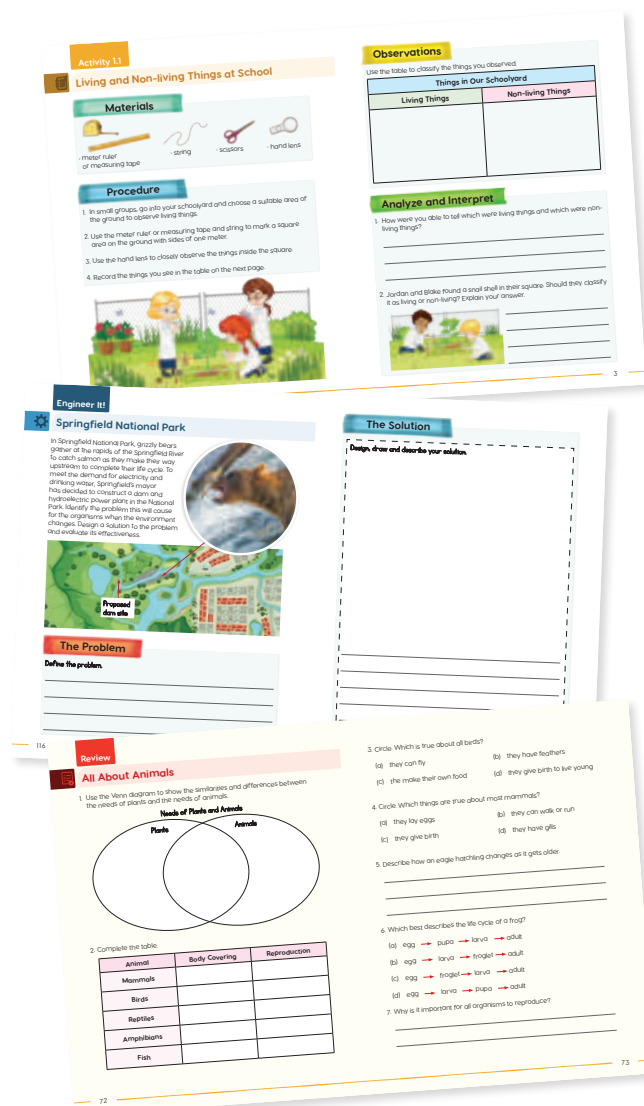 Activity 1.1
Living and Non-living Things at School
Materials
- meter ruler
or measuring tape
- string
- scissors
- hand lens
Procedure
1. In small groups, go into your schoolyard and choose a suitable area of
the ground to observe living things.
2. Use the meter ruler or measuring tape and string to mark a square
area on the ground with sides of one meter.
3. Use the hand lens to closely observe the things inside the square.
4. Record the things you see in the table on the next page.
Observations
Use the table to classify the things you observed.
Things in Our Schoolyard
Living Things
Non-living Things
Analyze and Interpret
1. How were you able to tell which were living things and which were non-
living things?
2. Jordan and Blake found a snail shell in their square. Should they classify
it as living or non-living? Explain your answer.
3
Engineer It!
Springfield National Park
In Springfield National Park, grizzly bears
gather at the rapids of the Springfield River
to catch salmon as they make their way
upstream to complete their life cycle. To
meet the demand for electricity and
drinking water, Springfield's mayor
has decided to construct a dam and
hydroelectric power plant in the National
Park. Identify the problem this will cause
for the organisms when the environment
changes. Design a solution to the problem
and evaluate its effectiveness.
Proposed
dam site
The Problem
Define the problem.
116
The Solution
Design, draw and describe your solution.
Review
All About Animals
1. Use the Venn diagram to show the similarities and differences between
the needs of plants and the needs of animals.
Needs of Plants and Animals
Plants
Animals
2. Complete the table.
Animal Body Covering Reproduction
Mammals
Birds
Reptiles
Amphibians
Fish
72
3. Circle. Which is true about all birds?
(a) they can fly
(b) they have feathers
(c) the make their own food
(d) they give birth to live young
4. Circle. Which things are true about most mammals?
(a) they lay eggs
(b) they can walk or run
(c) they give birth
(d) they have gills
5. Describe how an eagle hatchling changes as it gets older.
6. Which best describes the life cycle of a frog?
(a) egg → pupa → larva → adult
(b) egg → larva → froglet → adult
(c) egg → froglet → larva → adult
(d) egg → larva → pupa → adult
7. Why is it important for all organisms to reproduce?
73